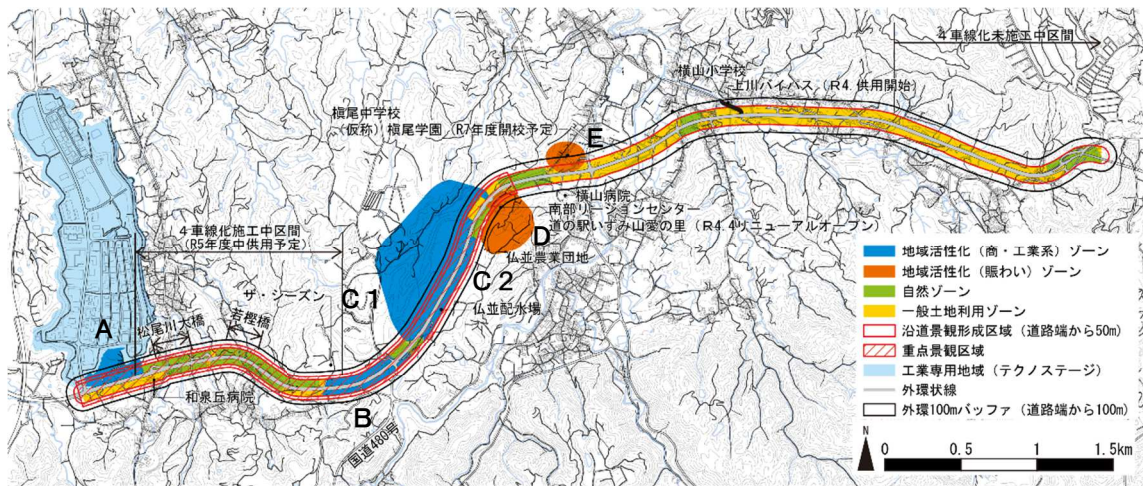 4車線化未施工中区間
横山小学校
上川バイパス(R4.供用開始)
槇尾中学校
(仮称)槇尾学園(R7年度開校予定)
E
横山病院
南部リージョンセンター
道の駅いずみ山愛の里(R4.4リニューアルオープン)
D
仏並農業団地
4車線化施工中区間
(R5年度中供用予定)
ザ・シーズン
C1
C2
仏並配水場
A
松尾川大橋
若樫橋
和泉丘病院
B
国道480号
地域活性化(商・工業系)ゾーン
地域活性化(賑わい)ゾーン
自然ゾーン
一般土地利用ゾーン
沿道景観形成区域(道路端から50m)
重点景観区域
工業専用地域(テクノステージ)
外環状線
外環100mバッファ(道路端から100m)
N
0 0.5 1 1.5km